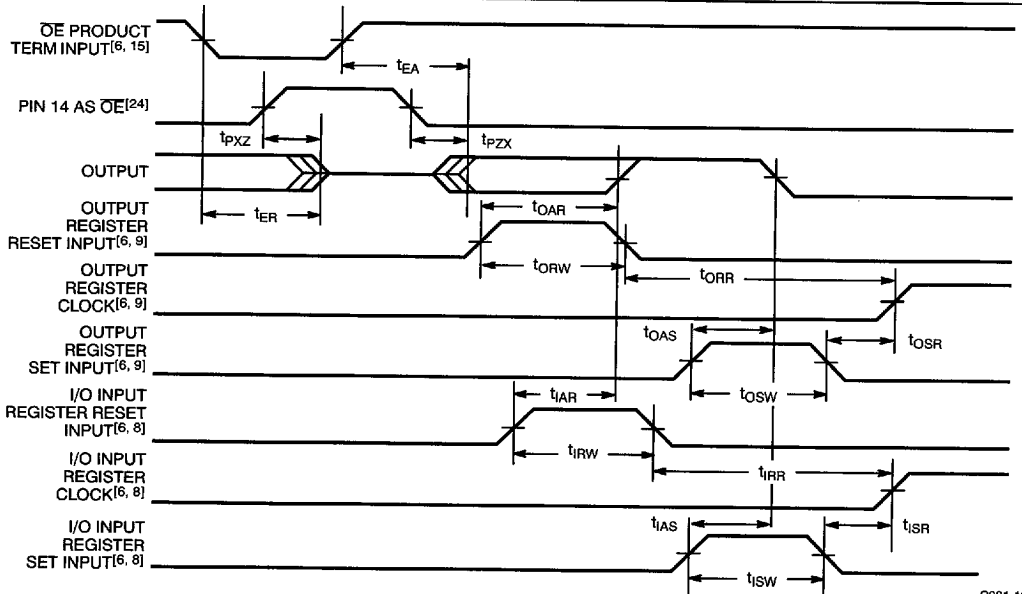 OE PRODUCT
TERM INPUT[6, 15]
tEA
PIN 14 AS OE[24]
tPXZ
tPZX
OUTPUT
tER
OUTPUT
REGISTER
RESET INPUT[6, 9]
tOAR
tORW
tORR
OUTPUT
REGISTER
CLOCK[6, 9]
OUTPUT
REGISTER
SET INPUT[6, 9]
tOAS
tOSR
tOSW
I/O INPUT
REGISTER RESET
INPUT[6, 8]
tIAR
tIRW
tIRR
I/O INPUT
REGISTER
CLOCK[6, 8]
I/O INPUT
REGISTER
SET INPUT[6, 8]
tIAS
tISR
tISW